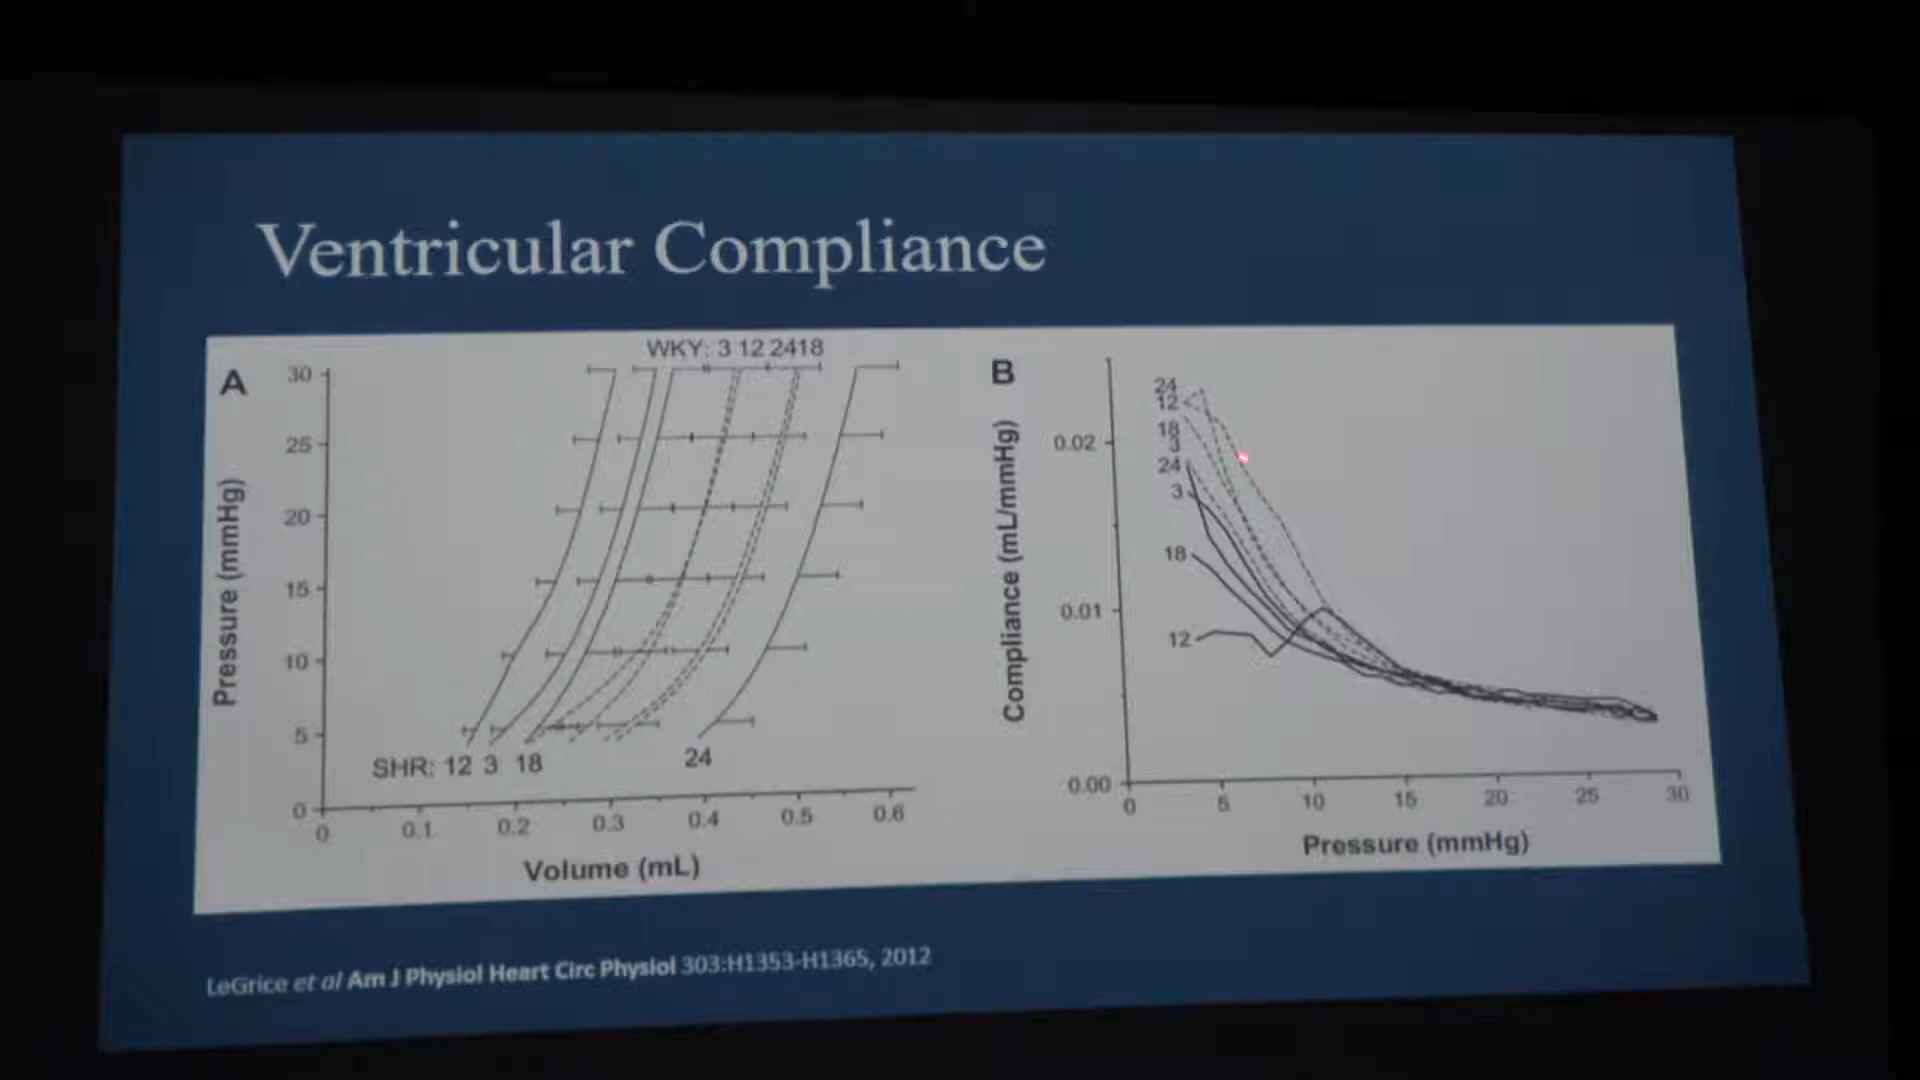 Ventricular Compliance
A
WKY: 3 12 2418
30
25
20
15
10
5
0
Pressure (mmHg)
SHR: 12 3 18
24
0 0.1 0.2 0.3 0.4 0.5 0.6
Volume (mL)
B
24
12
18
3
24
3
18
12
0.02
0.01
0.00
Compliance (mL/mmHg)
0 5 10 15 20 25 30
Pressure (mmHg)
LeGrice et al Am J Physiol Heart Circ Physiol 303:H1353-H1365, 2012